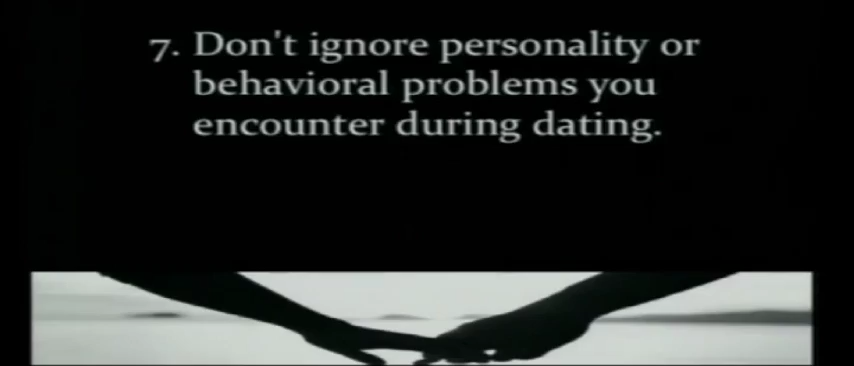 7. Don't ignore personality or
behavioral problems you
encounter during dating.